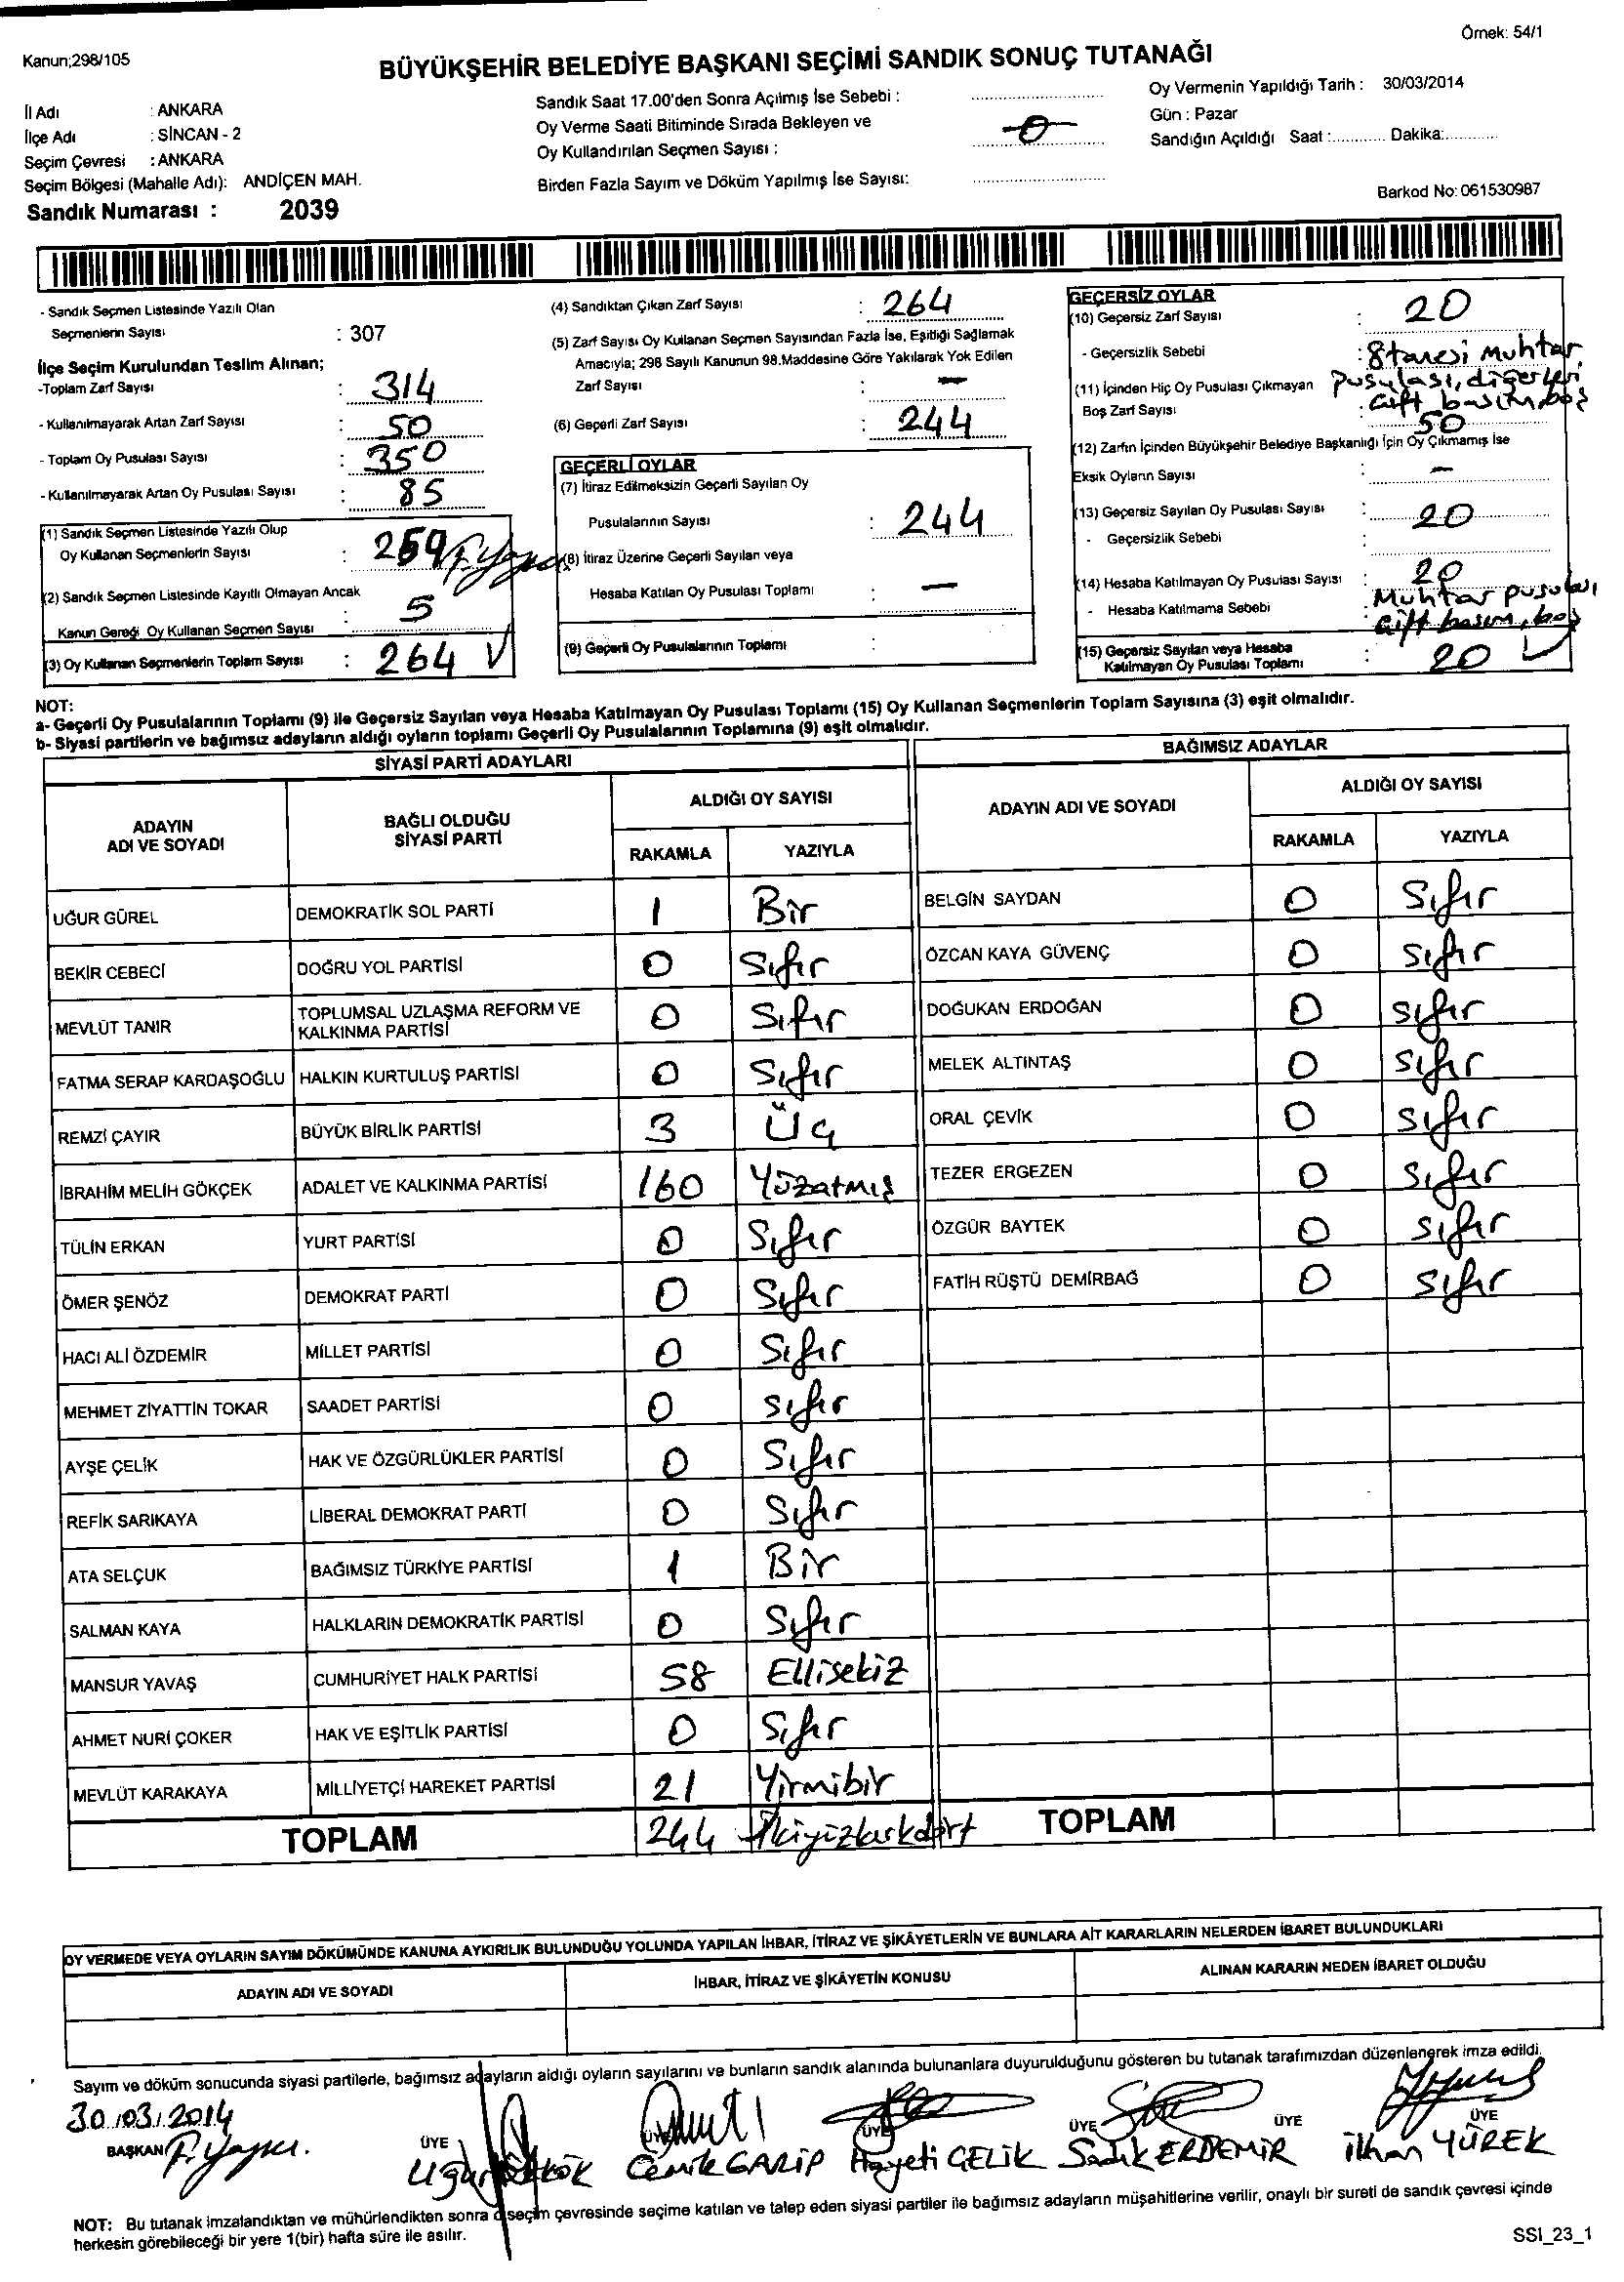 Örnek: 54/1
Kanun;298/105
BÜYÜKŞEHİR BELEDİYE BAŞKANI SEÇİMİ SANDIK SONUÇ TUTANAĞI
İl Adı : ANKARA
İlçe Adı : SİNCAN - 2
Seçim Çevresi : ANKARA
Seçim Bölgesi (Mahalle Adı): ANDİÇEN MAH.
Sandık Numarası : 2039
Sandık Saat 17.00'den Sonra Açılmış İse Sebebi :
Oy Verme Saati Bitiminde Sırada Bekleyen ve
Oy Kullandırılan Seçmen Sayısı : 0
Birden Fazla Sayım ve Döküm Yapılmış İse Sayısı:
Oy Vermenin Yapıldığı Tarih : 30/03/2014
Gün : Pazar
Sandığın Açıldığı Saat :............ Dakika:............
Barkod No: 061530987
- Sandık Seçmen Listesinde Yazılı Olan
Seçmenlerin Sayısı : 307
İlçe Seçim Kurulundan Teslim Alınan;
-Toplam Zarf Sayısı : 314
- Kullanılmayarak Artan Zarf Sayısı : 50
- Toplam Oy Pusulası Sayısı : 350
- Kullanılmayarak Artan Oy Pusulası Sayısı : 85
(1) Sandık Seçmen Listesinde Yazılı Olup
Oy Kullanan Seçmenlerin Sayısı : 259
(2) Sandık Seçmen Listesinde Kayıtlı Olmayan Ancak
Kanun Gereği Oy Kullanan Seçmen Sayısı 5
(3) Oy Kullanan Seçmenlerin Toplam Sayısı : 264
(4) Sandıktan Çıkan Zarf Sayısı : 264
(5) Zarf Sayısı Oy Kullanan Seçmen Sayısından Fazla İse, Eşitliği Sağlamak
Amacıyla; 298 Sayılı Kanunun 98.Maddesine Göre Yakılarak Yok Edilen
Zarf Sayısı : —
(6) Geçerli Zarf Sayısı : 244
GEÇERLİ OYLAR
(7) İtiraz Edilmeksizin Geçerli Sayılan Oy
Pusulalarının Sayısı : 244
(8) İtiraz Üzerine Geçerli Sayılan veya
Hesaba Katılan Oy Pusulası Toplamı : —
(9) Geçerli Oy Pusulalarının Toplamı :
GEÇERSİZ OYLAR
(10) Geçersiz Zarf Sayısı : 20
- Geçersizlik Sebebi : 8 tanesi Muhtar
pusulası, diğerleri
çift basım, boş
(11) İçinden Hiç Oy Pusulası Çıkmayan
Boş Zarf Sayısı : 50
(12) Zarfın İçinden Büyükşehir Belediye Başkanlığı İçin Oy Çıkmamış İse
Eksik Oyların Sayısı : —
(13) Geçersiz Sayılan Oy Pusulası Sayısı : 20
- Geçersizlik Sebebi :
(14) Hesaba Katılmayan Oy Pusulası Sayısı : 20
- Hesaba Katılmama Sebebi : Muhtar pusulası
çift basım, boş
(15) Geçersiz Sayılan veya Hesaba
Katılmayan Oy Pusulası Toplamı : 20
NOT:
a- Geçerli Oy Pusulalarının Toplamı (9) ile Geçersiz Sayılan veya Hesaba Katılmayan Oy Pusulası Toplamı (15) Oy Kullanan Seçmenlerin Toplam Sayısına (3) eşit olmalıdır.
b- Siyasi partilerin ve bağımsız adayların aldığı oyların toplamı Geçerli Oy Pusulalarının Toplamına (9) eşit olmalıdır.
SİYASİ PARTİ ADAYLARI
ADAYIN
ADI VE SOYADI
BAĞLI OLDUĞU
SİYASİ PARTİ
ALDIĞI OY SAYISI
RAKAMLA YAZIYLA
UĞUR GÜREL DEMOKRATİK SOL PARTİ 1 Bir
BEKİR CEBECİ DOĞRU YOL PARTİSİ 0 Sıfır
MEVLÜT TANIR TOPLUMSAL UZLAŞMA REFORM VE
KALKINMA PARTİSİ 0 Sıfır
FATMA SERAP KARDAŞOĞLU HALKIN KURTULUŞ PARTİSİ 0 Sıfır
REMZİ ÇAYIR BÜYÜK BİRLİK PARTİSİ 3 Üç
İBRAHİM MELİH GÖKÇEK ADALET VE KALKINMA PARTİSİ 160 Yüzatmış
TÜLİN ERKAN YURT PARTİSİ 0 Sıfır
ÖMER ŞENÖZ DEMOKRAT PARTİ 0 Sıfır
HACI ALİ ÖZDEMİR MİLLET PARTİSİ 0 Sıfır
MEHMET ZİYATTİN TOKAR SAADET PARTİSİ 0 sıfır
AYŞE ÇELİK HAK VE ÖZGÜRLÜKLER PARTİSİ 0 Sıfır
REFİK SARIKAYA LİBERAL DEMOKRAT PARTİ 0 Sıfır
ATA SELÇUK BAĞIMSIZ TÜRKİYE PARTİSİ 1 Bir
SALMAN KAYA HALKLARIN DEMOKRATİK PARTİSİ 0 Sıfır
MANSUR YAVAŞ CUMHURİYET HALK PARTİSİ 58 Ellisekiz
AHMET NURİ ÇOKER HAK VE EŞİTLİK PARTİSİ 0 Sıfır
MEVLÜT KARAKAYA MİLLİYETÇİ HAREKET PARTİSİ 21 Yirmibir
TOPLAM 244 İkiyüzkırkdört
BAĞIMSIZ ADAYLAR
ADAYIN ADI VE SOYADI
ALDIĞI OY SAYISI
RAKAMLA YAZIYLA
BELGİN SAYDAN 0 Sıfır
ÖZCAN KAYA GÜVENÇ 0 Sıfır
DOĞUKAN ERDOĞAN 0 sıfır
MELEK ALTINTAŞ 0 sıfır
ORAL ÇEVİK 0 sıfır
TEZER ERGEZEN 0 Sıfır
ÖZGÜR BAYTEK 0 sıfır
FATİH RÜŞTÜ DEMİRBAĞ 0 sıfır
TOPLAM
OY VERMEDE VEYA OYLARIN SAYIM DÖKÜMÜNDE KANUNA AYKIRILIK BULUNDUĞU YOLUNDA YAPILAN İHBAR, İTİRAZ VE ŞİKÂYETLERİN VE BUNLARA AİT KARARLARIN NELERDEN İBARET BULUNDUKLARI
ADAYIN ADI VE SOYADI İHBAR, İTİRAZ VE ŞİKÂYETİN KONUSU ALINAN KARARIN NEDEN İBARET OLDUĞU
Sayım ve döküm sonucunda siyasi partilerle, bağımsız adayların aldığı oyların sayılarını ve bunların sandık alanında bulunanlara duyurulduğunu gösteren bu tutanak tarafımızdan düzenlenerek imza edildi.
30/03/2014
BAŞKAN ÜYE ÜYE ÜYE ÜYE ÜYE ÜYE
Uğur Cemil GARİP Hayati ÇELİK Sadık ERDEMİR ilhan YÜREK
NOT: Bu tutanak imzalandıktan ve mühürlendikten sonra o seçim çevresinde seçime katılan ve talep eden siyasi partiler ile bağımsız adayların müşahitlerine verilir, onaylı bir sureti de sandık çevresi içinde
herkesin görebileceği bir yere 1(bir) hafta süre ile asılır.
SSI_23_1